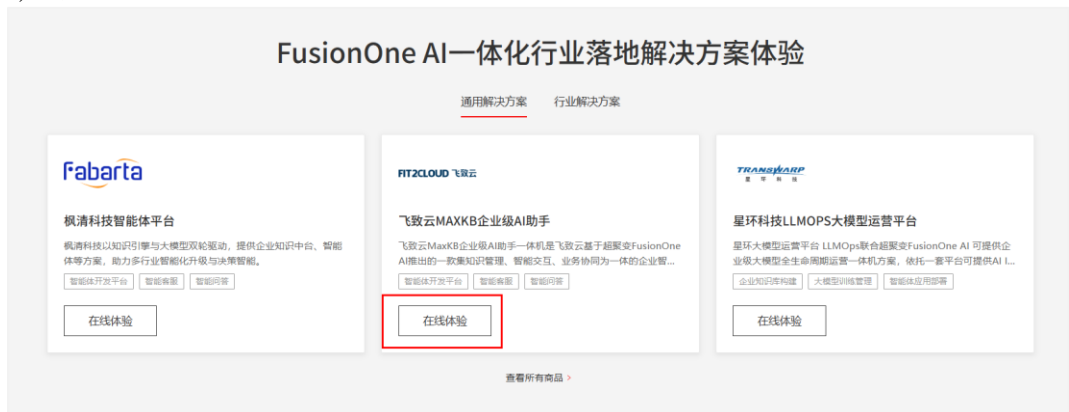 FusionOne AI一体化行业落地解决方案体验
通用解决方案 行业解决方案
Fabarta
枫清科技智能体平台
枫清科技以知识引擎与大模型双轮驱动，提供企业知识中台、智能
体等方案，助力多行业智能化升级与决策智能。
智能体开发平台 智能客服 智能问答
在线体验
FIT2CLOUD 飞致云
飞致云MAXKB企业级AI助手
飞致云MaxKB企业级AI助手一体机是飞致云基于超聚变FusionOne
AI推出的一款集知识管理、智能交互、业务协同为一体的企业智...
智能体开发平台 智能客服 智能问答
在线体验
TRANSWARP
星环科技
星环科技LLMOPS大模型运营平台
星环大模型运营平台 LLMOps联合超聚变FusionOne AI 可提供企
业级大模型全生命周期运营一体机方案，依托一套平台可提供AI I...
企业知识库构建 大模型训练管理 智能体应用部署
在线体验
查看所有商品 >